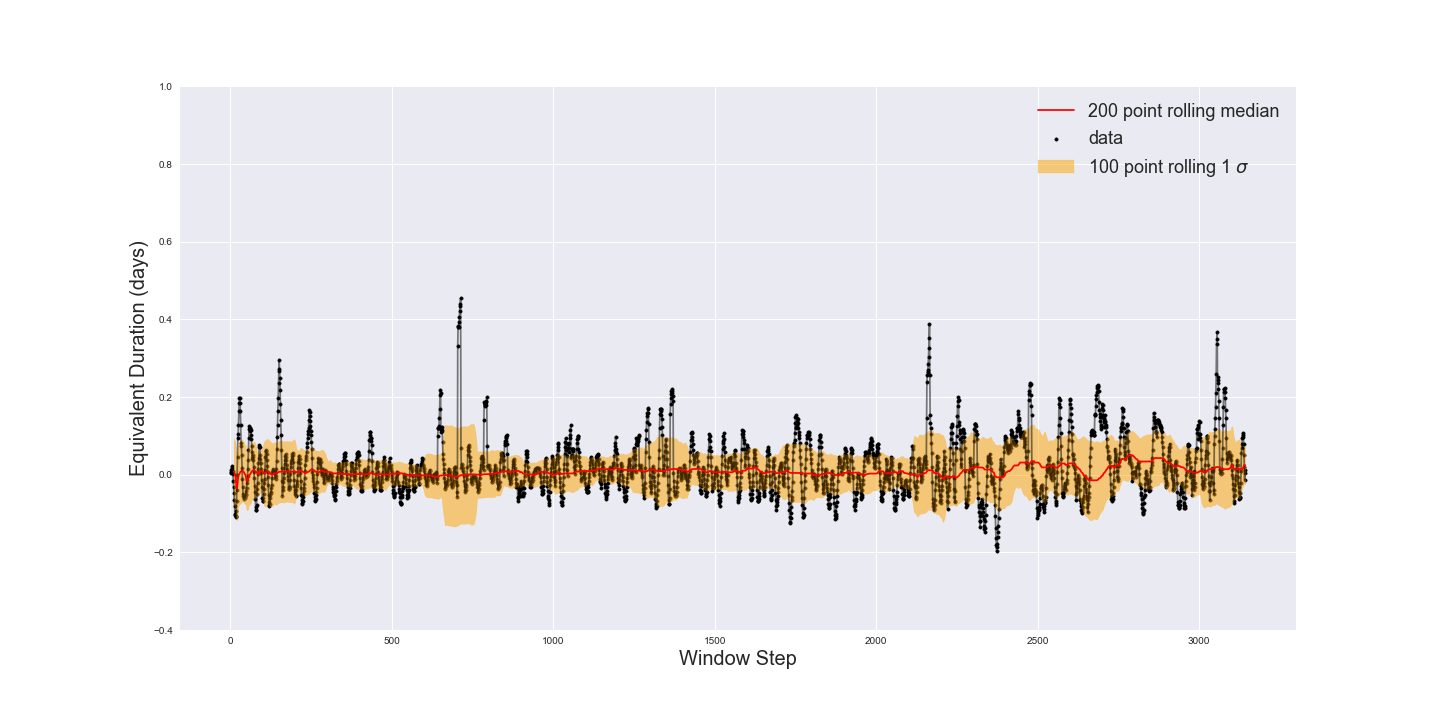 1.0
0.8
0.6
0.4
0.2
0.0
−0.2
−0.4
Equivalent Duration (days)
200 point rolling median
data
100 point rolling 1 σ
0 500 1000 1500 2000 2500 3000
Window Step